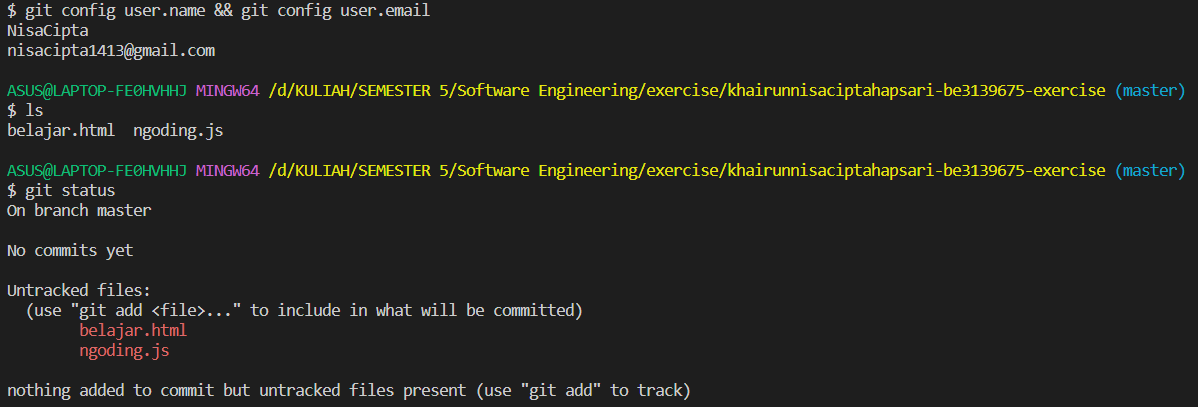 $ git config user.name && git config user.email
NisaCipta
nisacipta1413@gmail.com
ASUS@LAPTOP-FE0HVHHJ MINGW64 /d/KULIAH/SEMESTER 5/Software Engineering/exercise/khairunnisaciptahapsari-be3139675-exercise (master)
$ ls
belajar.html  ngoding.js
ASUS@LAPTOP-FE0HVHHJ MINGW64 /d/KULIAH/SEMESTER 5/Software Engineering/exercise/khairunnisaciptahapsari-be3139675-exercise (master)
$ git status
On branch master
No commits yet
Untracked files:
  (use "git add <file>..." to include in what will be committed)
        belajar.html
        ngoding.js
nothing added to commit but untracked files present (use "git add" to track)